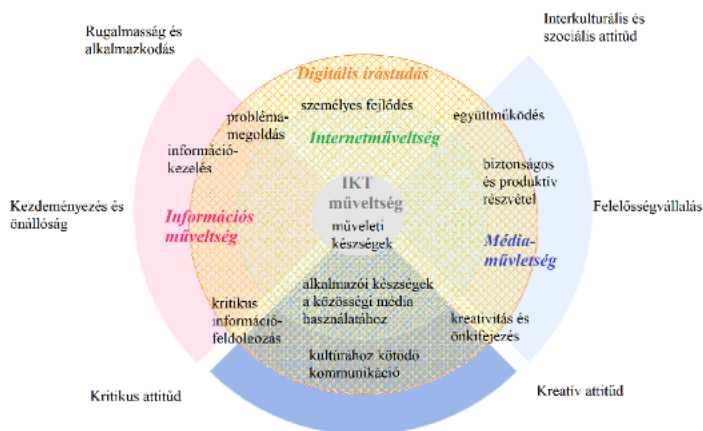 Rugalmasság és
alkalmazkodás
Interkulturális és
szociális attitűd
Digitális írástudás
személyes fejlődés
probléma-
megoldás
együttműködés
Internetműveltség
információ-
kezelés
biztonságos
és produktív
részvétel
IKT
műveltség
műveleti
készségek
Kezdeményezés és
önállóság
Információs
műveltség
Felelősségvállalás
Média-
művletség
alkalmazói készségek
a közösségi média
használatához
kritikus
információ-
feldolgozás
kreativitás és
önkifejezés
kultúrához kötödő
kommunikáció
Kritikus attitűd
Kreatív attitűd